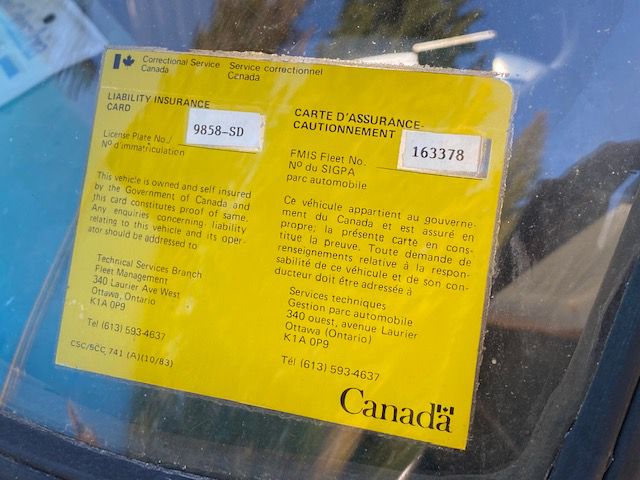 Correctional Service
Canada
Service correctionnel
Canada
LIABILITY INSURANCE
CARD
License Plate No./
Nº d'immatriculation
9858-SD
This vehicle is owned and self insured
by the Government of Canada and
this card constitutes proof of same.
Any enquiries concerning liability
relating to this vehicle and its oper-
ator should be addressed to
Technical Services Branch
Fleet Management
340 Laurier Ave West
Ottawa, Ontario
K1A 0P9
Tel (613) 593-4637
CSC/SCC 741 (A)(10/83)
CARTE D'ASSURANCE-
CAUTIONNEMENT
FMIS Fleet No.
Nº du SIGPA
parc automobile
163378
Ce véhicule appartient au gouverne-
ment du Canada et est assuré en
propre; la présente carte en cons-
titue la preuve. Toute demande de
renseignements relative à la respon-
sabilité de ce véhicule et de son con-
ducteur doit être adressée à
Services techniques
Gestion parc automobile
340 ouest, avenue Laurier
Ottawa (Ontario)
K1A 0P9
Tél (613) 593-4637
Canada